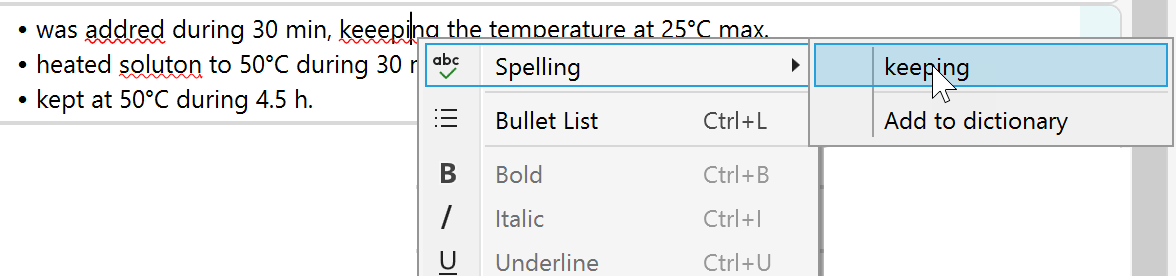 • was addred during 30 min, keeeping the temperature at 25°C max.
• heated soluton to 50°C during 30
• kept at 50°C during 4.5 h.
abc Spelling
keeping
Add to dictionary
Bullet List Ctrl+L
B Bold Ctrl+B
I Italic Ctrl+I
U Underline Ctrl+U